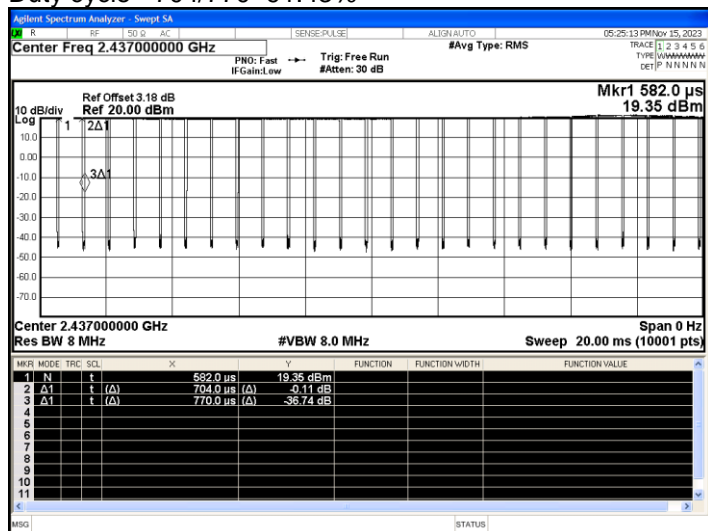 Agilent Spectrum Analyzer - Swept SA
R RF 50 Ω AC SENSE:PULSE ALIGNAUTO 05:25:13 PM Nov 15, 2023
Center Freq 2.437000000 GHz #Avg Type: RMS TRACE 1 2 3 4 5 6
PNO: Fast Trig: Free Run TYPE
IFGain:Low #Atten: 30 dB DET P N N N N N
Mkr1 582.0 µs
Ref Offset 3.18 dB
10 dB/div Ref 20.00 dBm 19.35 dBm
Log
1 2Δ1
10.0
0.00
3Δ1
-10.0
-20.0
-30.0
-40.0
-50.0
-60.0
-70.0
Center 2.437000000 GHz Span 0 Hz
Res BW 8 MHz #VBW 8.0 MHz Sweep 20.00 ms (10001 pts)
MKR MODE TRC SCL X Y FUNCTION FUNCTION WIDTH FUNCTION VALUE
1 N t 582.0 µs 19.35 dBm
2 Δ1 t (Δ) 704.0 µs (Δ) -0.11 dB
3 Δ1 t (Δ) 770.0 µs (Δ) -36.74 dB
4
5
6
7
8
9
10
11
MSG STATUS